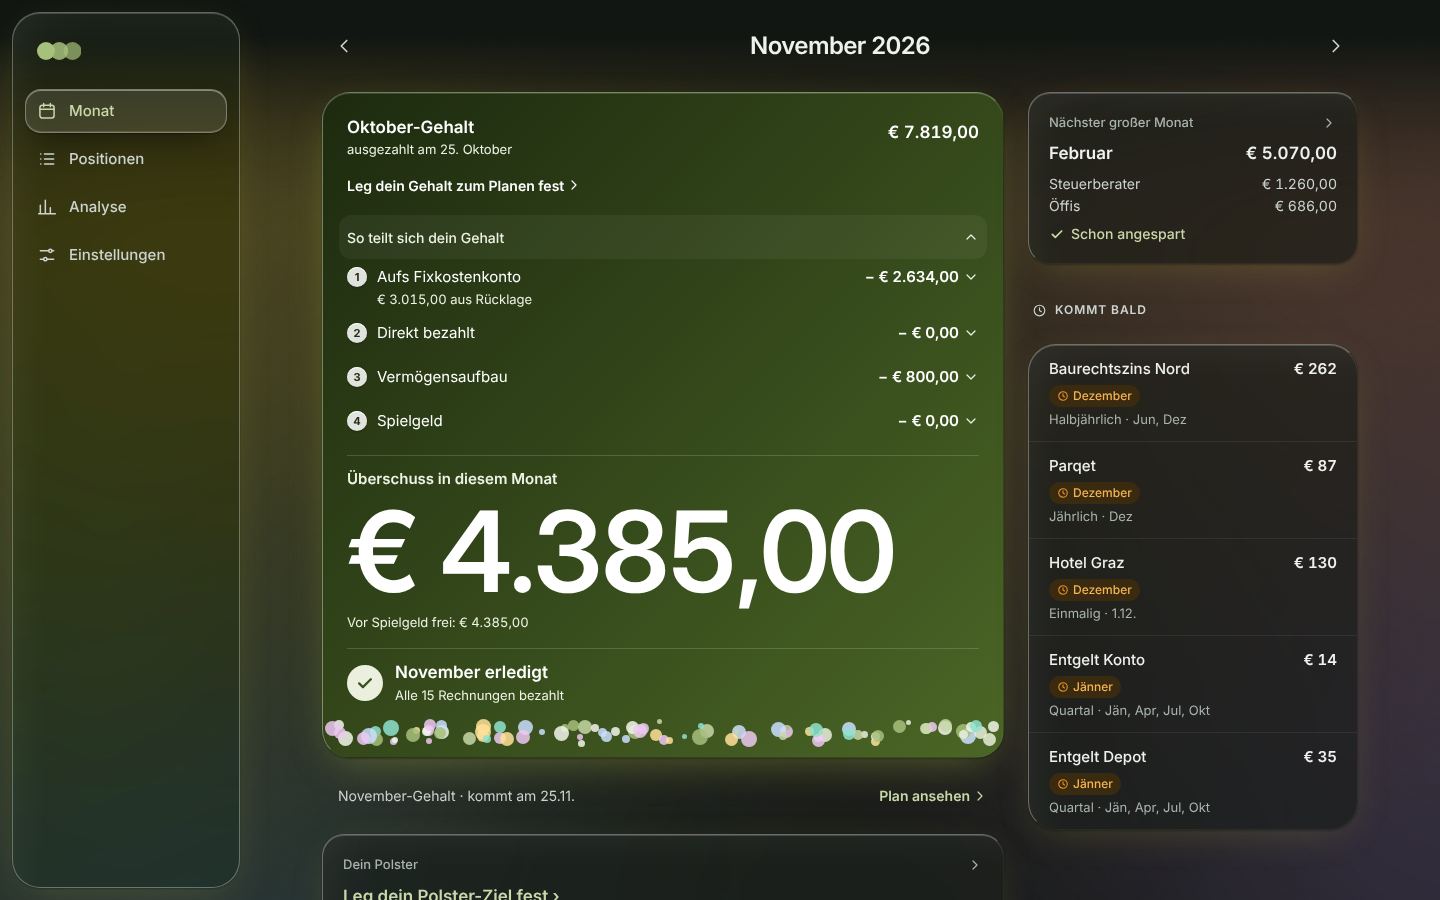 Monat
Positionen
Analyse
Einstellungen
November 2026
Oktober-Gehalt
€ 7.819,00
ausgezahlt am 25. Oktober
Leg dein Gehalt zum Planen fest
So teilt sich dein Gehalt
1 Aufs Fixkostenkonto – € 2.634,00
€ 3.015,00 aus Rücklage
2 Direkt bezahlt – € 0,00
3 Vermögensaufbau – € 800,00
4 Spielgeld – € 0,00
Überschuss in diesem Monat
€ 4.385,00
Vor Spielgeld frei: € 4.385,00
November erledigt
Alle 15 Rechnungen bezahlt
November-Gehalt · kommt am 25.11.
Plan ansehen
Dein Polster
Leg dein Polster-Ziel fest ›
Nächster großer Monat
Februar € 5.070,00
Steuerberater € 1.260,00
Öffis € 686,00
Schon angespart
KOMMT BALD
Baurechtszins Nord € 262
Dezember
Halbjährlich · Jun, Dez
Parqet € 87
Dezember
Jährlich · Dez
Hotel Graz € 130
Dezember
Einmalig · 1.12.
Entgelt Konto € 14
Jänner
Quartal · Jän, Apr, Jul, Okt
Entgelt Depot € 35
Jänner
Quartal · Jän, Apr, Jul, Okt